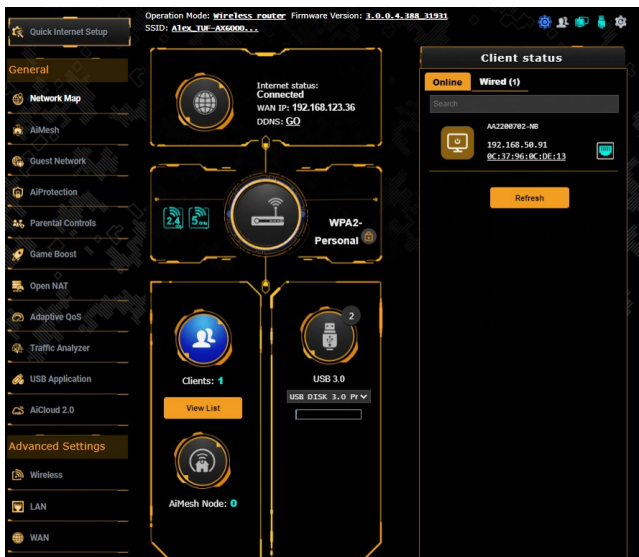 Operation Mode: Wireless router Firmware Version: 3.0.0.4.388_31931
SSID: Alex_TUF-AX6000...
Quick Internet Setup
General
Network Map
AiMesh
Guest Network
AiProtection
Parental Controls
Game Boost
Open NAT
Adaptive QoS
Traffic Analyzer
USB Application
AiCloud 2.0
Advanced Settings
Wireless
LAN
WAN
Internet status:
Connected
WAN IP: 192.168.123.36
DDNS: GO
2.4
5
WPA2-
Personal
Clients: 1
View List
AiMesh Node: 0
2
USB 3.0
USB DISK 3.0 Pr
Client status
Online Wired (1)
Search
AA2200702-NB
192.168.50.91
0C:37:96:0C:DE:13
Refresh